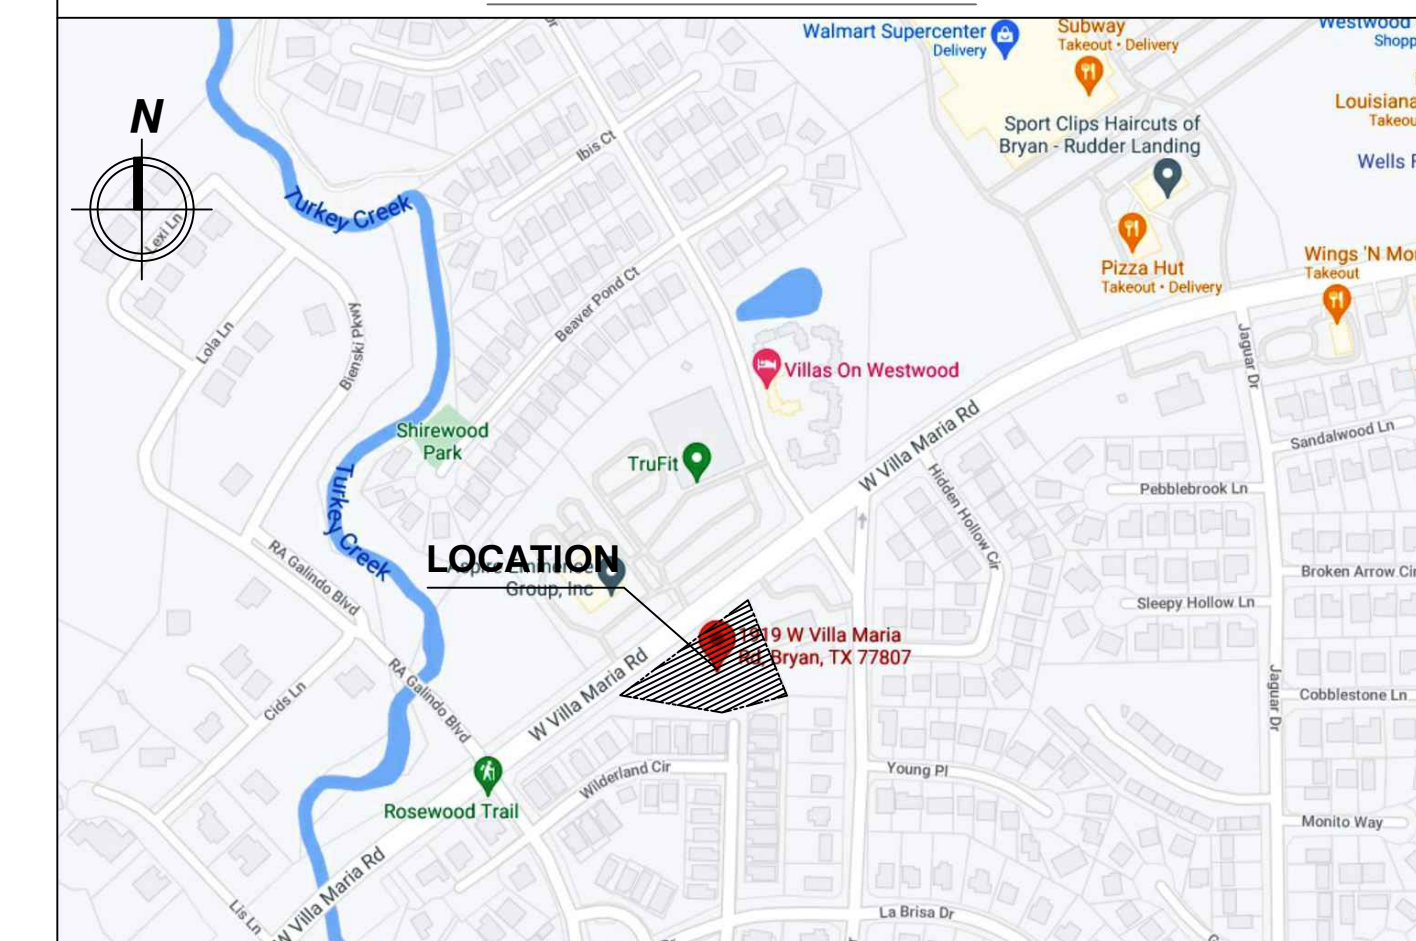 Walmart Supercenter
Delivery
Subway
Takeout • Delivery
Westwood
Shopp
Louisiana
Takeou
Wells F
Sport Clips Haircuts of
Bryan - Rudder Landing
N
Ibis Ct
Turkey Creek
Lexi Ln
Pizza Hut
Takeout • Delivery
Wings 'N Mo
Takeout
Beaver Pond Ct
Lola Ln
Bienski Pkwy
Jaguar Dr
Villas On Westwood
Shirewood
Park
W Villa Maria Rd
Sandalwood Ln
TruFit
Hidden Hollow Cir
Pebblebrook Ln
Turkey Creek
LOCATION
Group, Inc
RA Galindo Blvd
Broken Arrow Cir
Sleepy Hollow Ln
1919 W Villa Maria
Rd, Bryan, TX 77807
RA Galindo Blvd
W Villa Maria Rd
Cids Ln
Jaguar Dr
Cobblestone Ln
Wilderland Cir
Young Pl
Rosewood Trail
Monito Way
W Villa Maria Rd
Lis Ln
La Brisa Dr